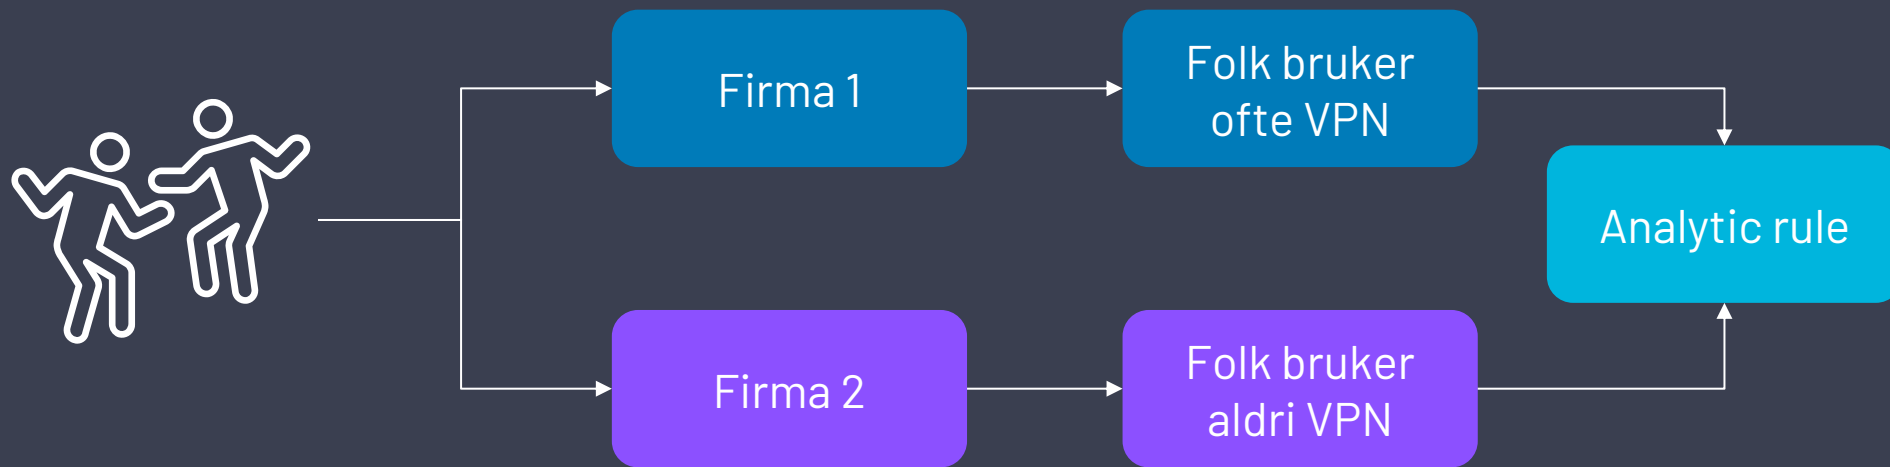 Firma 1
Folk bruker
ofte VPN
Analytic rule
Firma 2
Folk bruker
aldri VPN